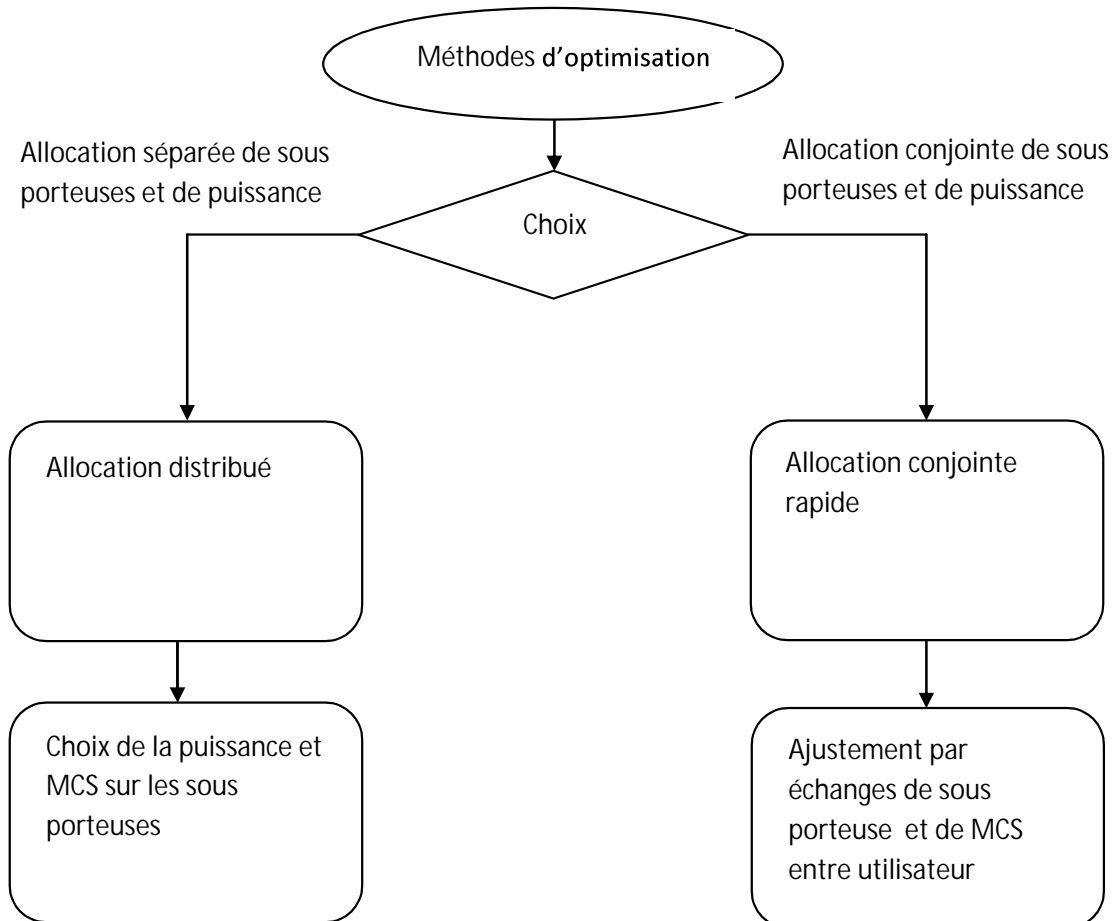 Méthodes d'optimisation
Allocation séparée de sous
porteuses et de puissance
Allocation conjointe de sous
porteuses et de puissance
Choix
Allocation distribué
Allocation conjointe
rapide
Choix de la puissance et
MCS sur les sous
porteuses
Ajustement par
échanges de sous
porteuse et de MCS
entre utilisateur